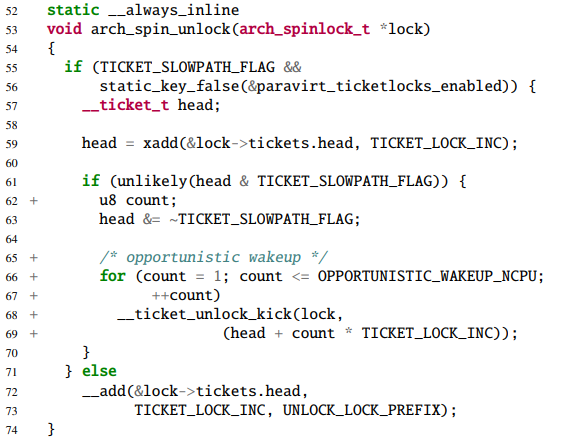 52 static __always_inline
53 void arch_spin_unlock(arch_spinlock_t *lock)
54 {
55 if (TICKET_SLOWPATH_FLAG &&
56 static_key_false(&paravirt_ticketlocks_enabled)) {
57 __ticket_t head;
58
59 head = xadd(&lock->tickets.head, TICKET_LOCK_INC);
60
61 if (unlikely(head & TICKET_SLOWPATH_FLAG)) {
62 + u8 count;
63 head &= ~TICKET_SLOWPATH_FLAG;
64
65 + /* opportunistic wakeup */
66 + for (count = 1; count <= OPPORTUNISTIC_WAKEUP_NCPU;
67 + ++count)
68 + __ticket_unlock_kick(lock,
69 + (head + count * TICKET_LOCK_INC));
70 }
71 } else
72 __add(&lock->tickets.head,
73 TICKET_LOCK_INC, UNLOCK_LOCK_PREFIX);
74 }